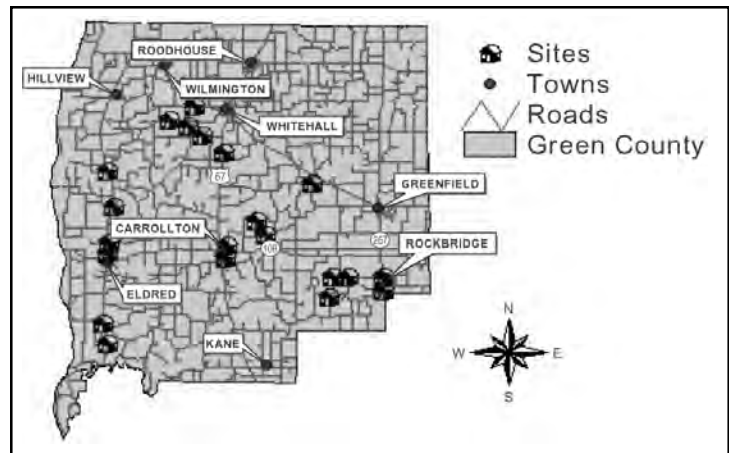 ROODHOUSE
HILLVIEW
WILMINGTON
WHITEHALL
67
GREENFIELD
CARROLLTON
108
267
ROCKBRIDGE
ELDRED
KANE
Sites
Towns
Roads
Green County
N
W E
S